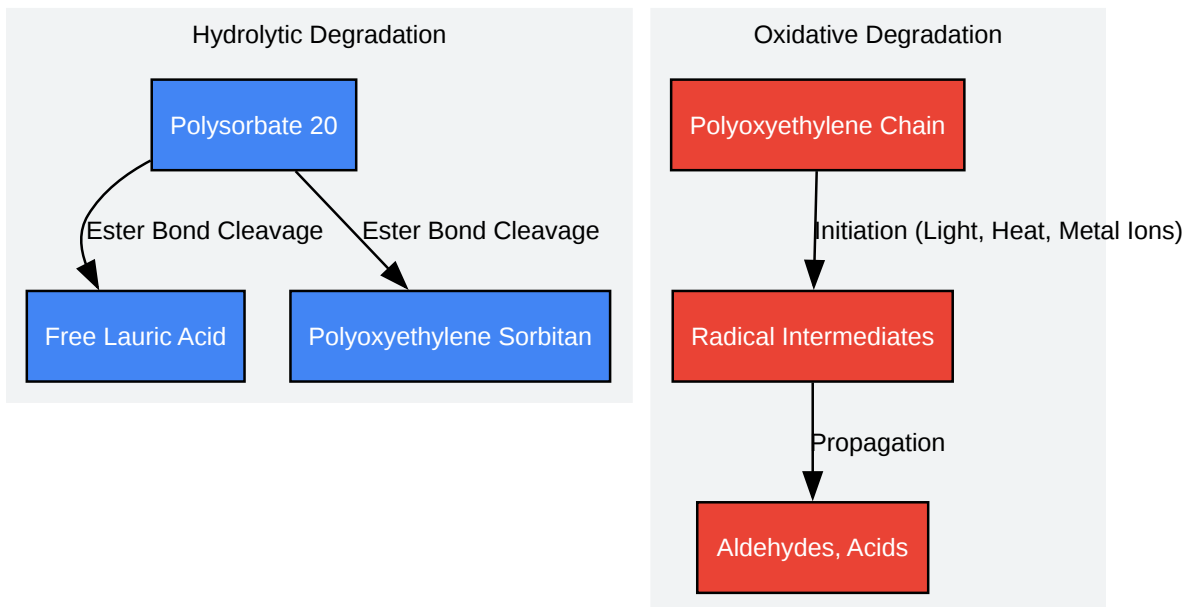 Hydrolytic Degradation
Polysorbate 20
Ester Bond Cleavage
Ester Bond Cleavage
Free Lauric Acid
Polyoxyethylene Sorbitan
Oxidative Degradation
Polyoxyethylene Chain
Initiation (Light, Heat, Metal Ions)
Radical Intermediates
Propagation
Aldehydes, Acids